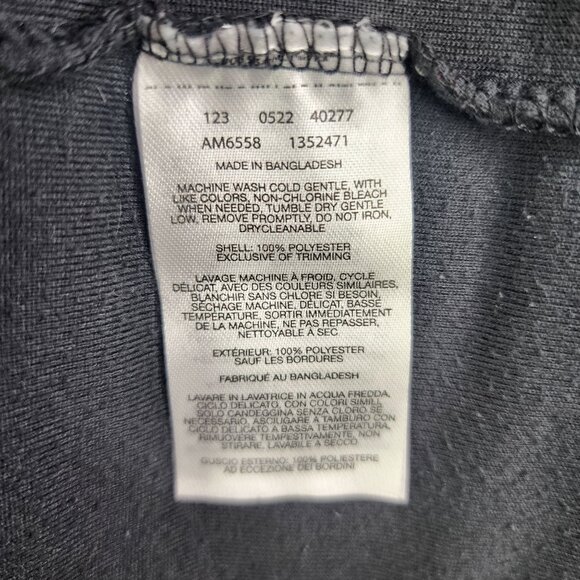 123 0522 40277
AM6558 1352471
MADE IN BANGLADESH
MACHINE WASH COLD GENTLE, WITH
LIKE COLORS, NON-CHLORINE BLEACH
WHEN NEEDED, TUMBLE DRY GENTLE
LOW, REMOVE PROMPTLY, DO NOT IRON,
DRYCLEANABLE
SHELL: 100% POLYESTER
EXCLUSIVE OF TRIMMING
LAVAGE MACHINE À FROID, CYCLE
DÉLICAT, AVEC DES COULEURS SIMILAIRES,
BLANCHIR SANS CHLORE SI BESOIN,
SÉCHAGE MACHINE, DÉLICAT, BASSE
TEMPERATURE, SORTIR IMMÉDIATEMENT
DE LA MACHINE, NE PAS REPASSER,
NETTOYABLE À SEC
EXTÉRIEUR: 100% POLYESTER
SAUF LES BORDURES
FABRIQUÉ AU BANGLADESH
LAVARE IN LAVATRICE IN ACQUA FREDDA,
CICLO DELICATO, CON COLORI SIMILI,
SOLO CANDEGGINA SENZA CLORO SE
NECESSARIO, ASCIUGARE A TAMBURO CON
CICLO DELICATO A BASSA TEMPERATURA,
RIMUOVERE TEMPESTIVAMENTE, NON
STIRARE, LAVABILE A SECCO.
GUSCIO ESTERNO: 100% POLIESTERE
AD ECCEZIONE DEI BORDINI